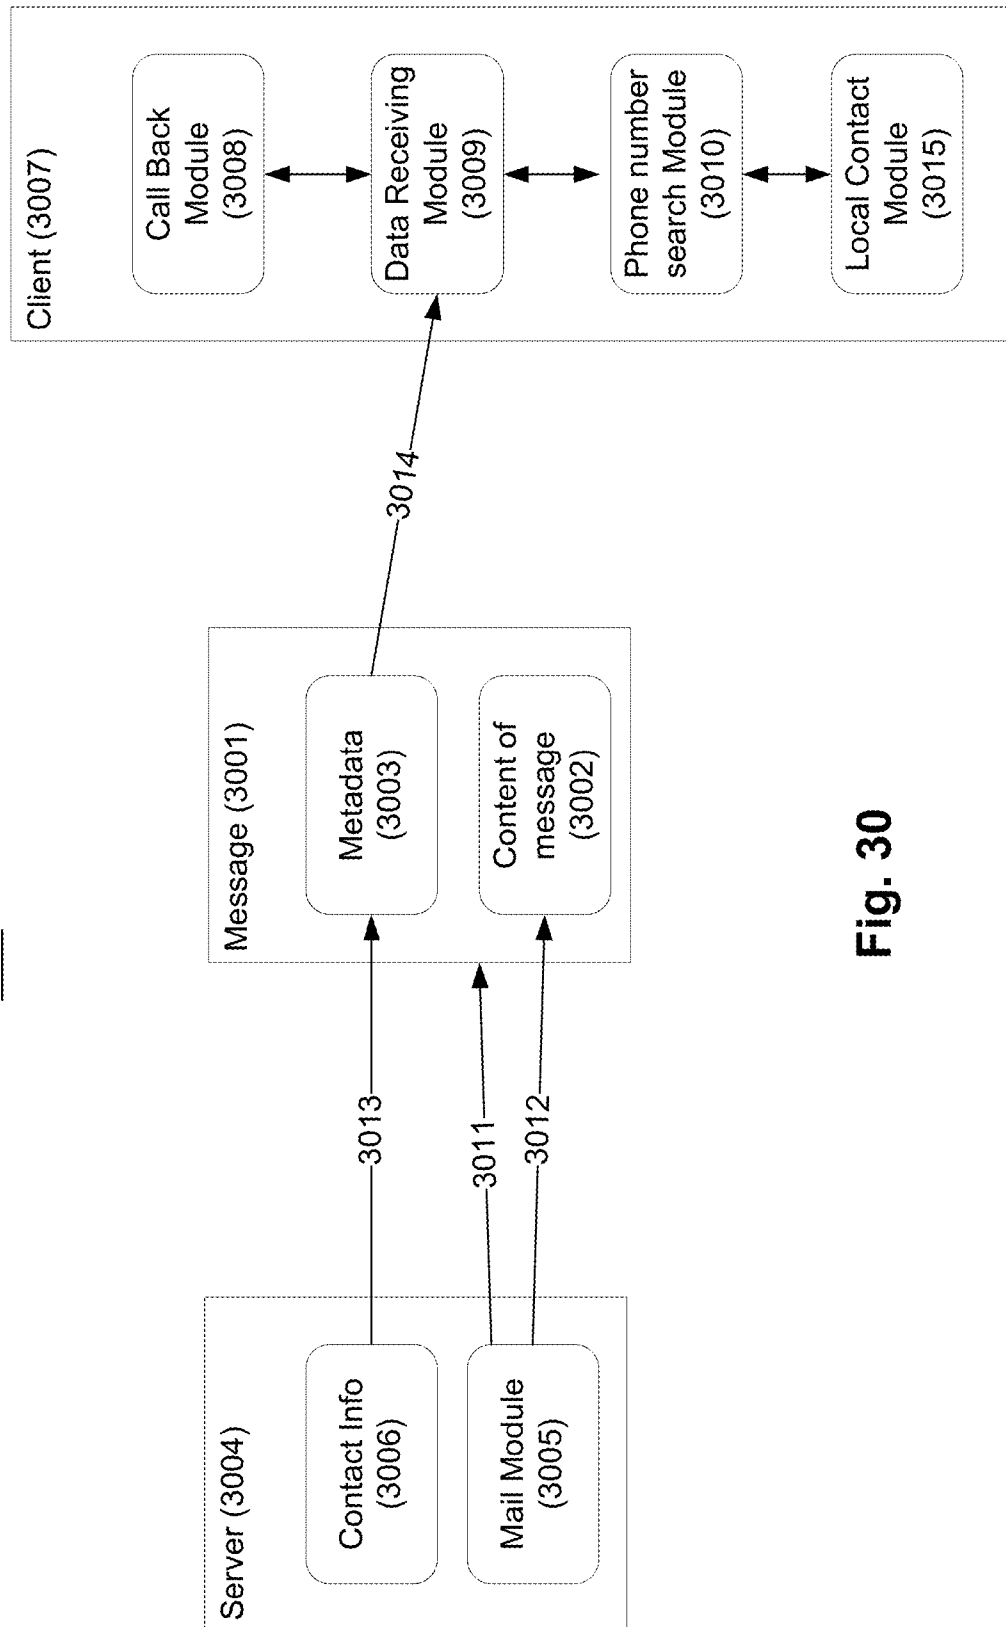 Server (3004)
Contact Info
(3006)
Mail Module
(3005)
3013
3011
3012
Message (3001)
Metadata
(3003)
Content of
message
(3002)
3014
Client (3007)
Call Back
Module
(3008)
Data Receiving
Module
(3009)
Phone number
search Module
(3010)
Local Contact
Module
(3015)
Fig. 30